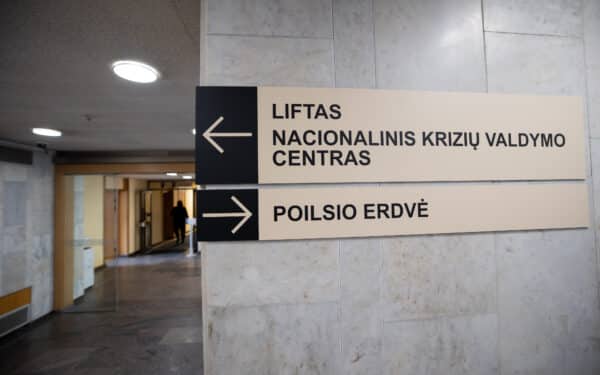 LIFTAS
NACIONALINIS KRIZIŲ VALDYMO
CENTRAS
POILSIO ERDVĖ